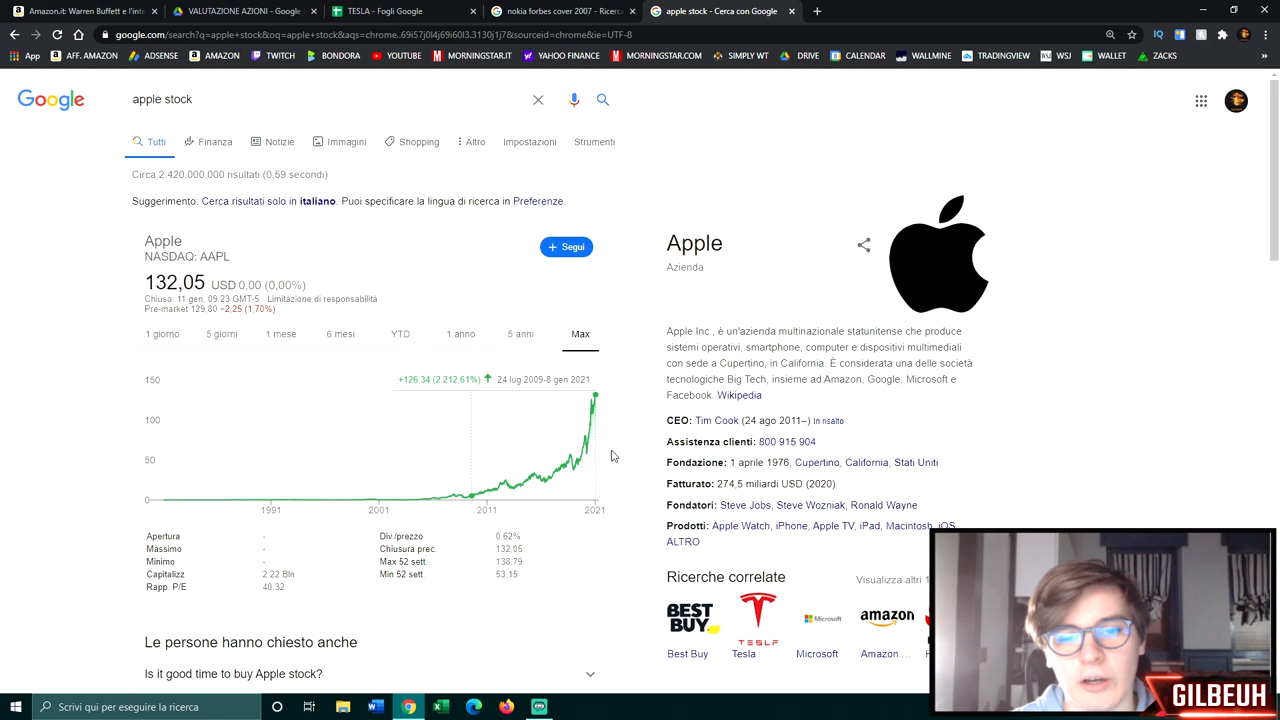 Amazon.it: Warren Buffet e l'inte
VALUTAZIONE AZIONI - Google
TESLA - Fogli Google
nokia forbes cover 2007 - Ricerc
apple stock - Cerca con Google
google.com/search?q=apple+stock&oq=apple+stock&aqs=chrome..69i57j0l4j69i60l3.3130j1j7&sourceid=chrome&ie=UTF-8
App
AFF. AMAZON
ADSENSE
AMAZON
TWITCH
BONDORA
YOUTUBE
MORNINGSTAR.IT
YAHOO FINANCE
MORNINGSTAR.COM
SIMPLY WT
DRIVE
CALENDAR
WALLMINE
TRADINGVIEW
WSJ
WALLET
ZACKS
Google
apple stock
Tutti
Finanza
Notizie
Immagini
Shopping
Altro
Impostazioni
Strumenti
Circa 2.420.000.000 risultati (0,59 secondi)
Suggerimento: Cerca risultati solo in italiano. Puoi specificare la lingua di ricerca in Preferenze.
Apple
NASDAQ: AAPL
+ Segui
132,05 USD 0,00 (0,00%)
Chiuso: 11 gen, 09:23 GMT-5 · Limitazione di responsabilità
Pre-market 129,80 −2,25 (1,70%)
1 giorno
5 giorni
1 mese
6 mesi
YTD
1 anno
5 anni
Max
+126,34 (2.212,61%) ↑ 24 lug 2009-8 gen 2021
150
100
50
0
1991
2001
2011
2021
Apertura -
Massimo -
Minimo -
Capitalizz. 2,22 Bln
Rapp. P/E 40,32
Div./prezzo 0,62%
Chiusura prec. 132,05
Max 52 sett. 138,79
Min 52 sett. 53,15
Le persone hanno chiesto anche
Is it good time to buy Apple stock?
Apple
Azienda
Apple Inc., è un'azienda multinazionale statunitense che produce
sistemi operativi, smartphone, computer e dispositivi multimediali
con sede a Cupertino, in California. È considerata una delle società
tecnologiche Big Tech, insieme ad Amazon, Google, Microsoft e
Facebook. Wikipedia
CEO: Tim Cook (24 ago 2011–) In risalto
Assistenza clienti: 800 915 904
Fondazione: 1 aprile 1976, Cupertino, California, Stati Uniti
Fatturato: 274,5 miliardi USD (2020)
Fondatori: Steve Jobs, Steve Wozniak, Ronald Wayne
Prodotti: Apple Watch, iPhone, Apple TV, iPad, Macintosh, iOS,
ALTRO
Ricerche correlate
Visualizza altri 1
BEST
BUY
TESLA
Microsoft
amazon
Best Buy
Tesla
Microsoft
Amazon....
GILBEUH
Scrivi qui per eseguire la ricerca